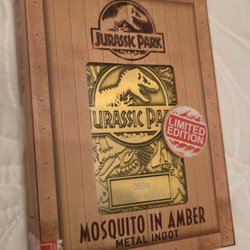 JURASSIC PARK
JURASSIC PARK
LIMITED
EDITION
MOSQUITO IN AMBER
METAL INGOT